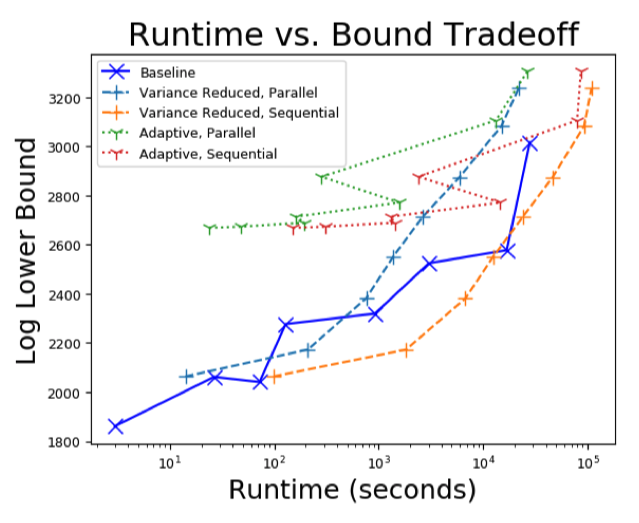 Runtime vs. Bound Tradeoff
Baseline
Variance Reduced, Parallel
Variance Reduced, Sequential
Adaptive, Parallel
Adaptive, Sequential
Log Lower Bound
3200
3000
2800
2600
2400
2200
2000
1800
10¹ 10² 10³ 10⁴ 10⁵
Runtime (seconds)